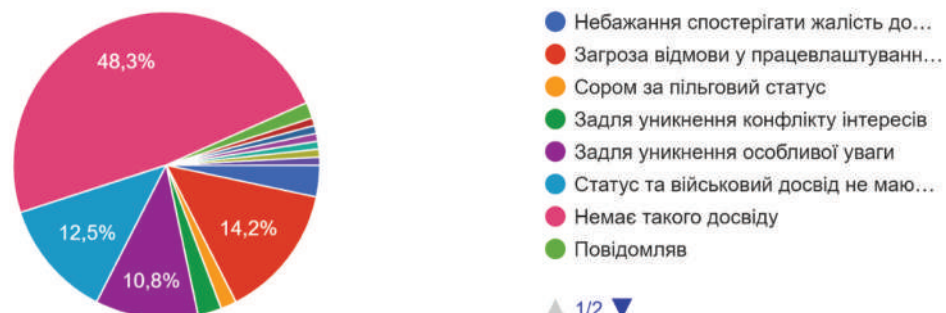 48,3%
12,5%
10,8%
14,2%
Небажання спостерігати жалість до…
Загроза відмови у працевлаштуванн…
Сором за пільговий статус
Задля уникнення конфлікту інтересів
Задля уникнення особливої уваги
Статус та військовий досвід не маю…
Немає такого досвіду
Повідомляв
1/2